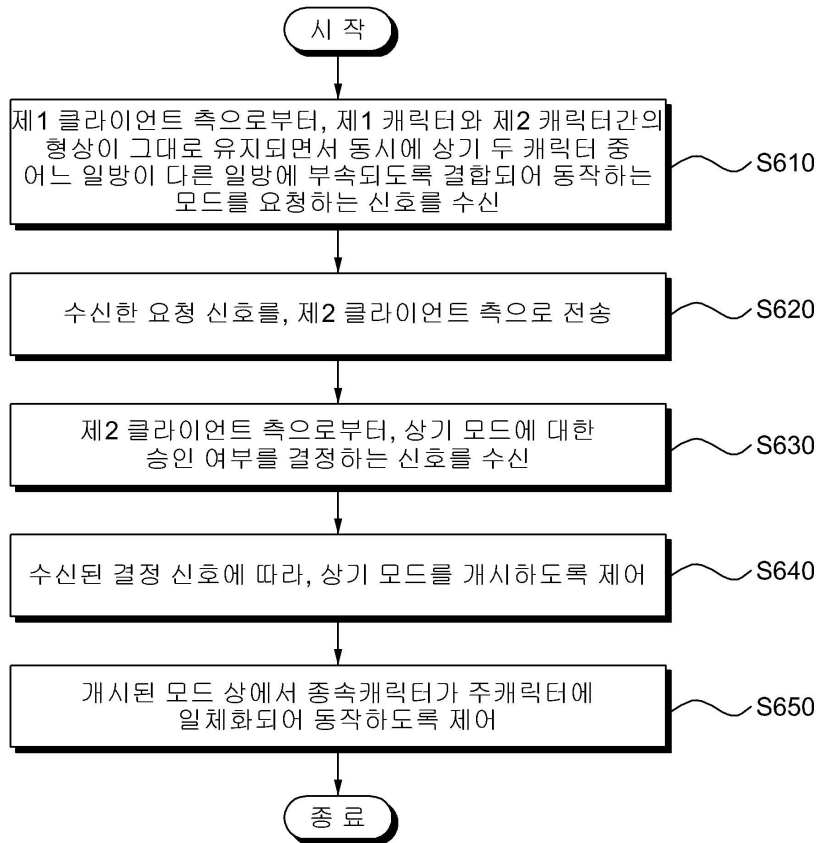 시 작
제1 클라이언트 측으로부터, 제1 캐릭터와 제2 캐릭터간의
형상이 그대로 유지되면서 동시에 상기 두 캐릭터 중
어느 일방이 다른 일방에 부속되도록 결합되어 동작하는
모드를 요청하는 신호를 수신
S610
수신한 요청 신호를, 제2 클라이언트 측으로 전송
S620
제2 클라이언트 측으로부터, 상기 모드에 대한
승인 여부를 결정하는 신호를 수신
S630
수신된 결정 신호에 따라, 상기 모드를 개시하도록 제어
S640
개시된 모드 상에서 종속캐릭터가 주캐릭터에
일체화되어 동작하도록 제어
S650
종 료